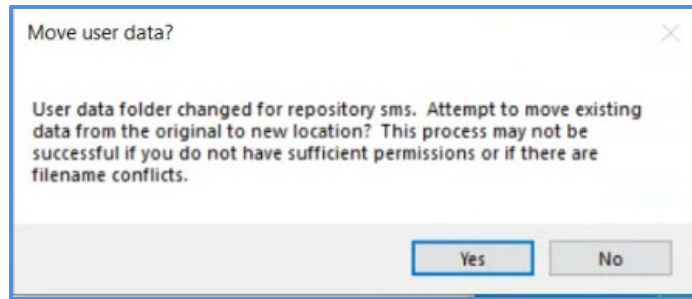 Move user data?
User data folder changed for repository sms.  Attempt to move existing
data from the original to new location?  This process may not be
successful if you do not have sufficient permissions or if there are
filename conflicts.
Yes
No